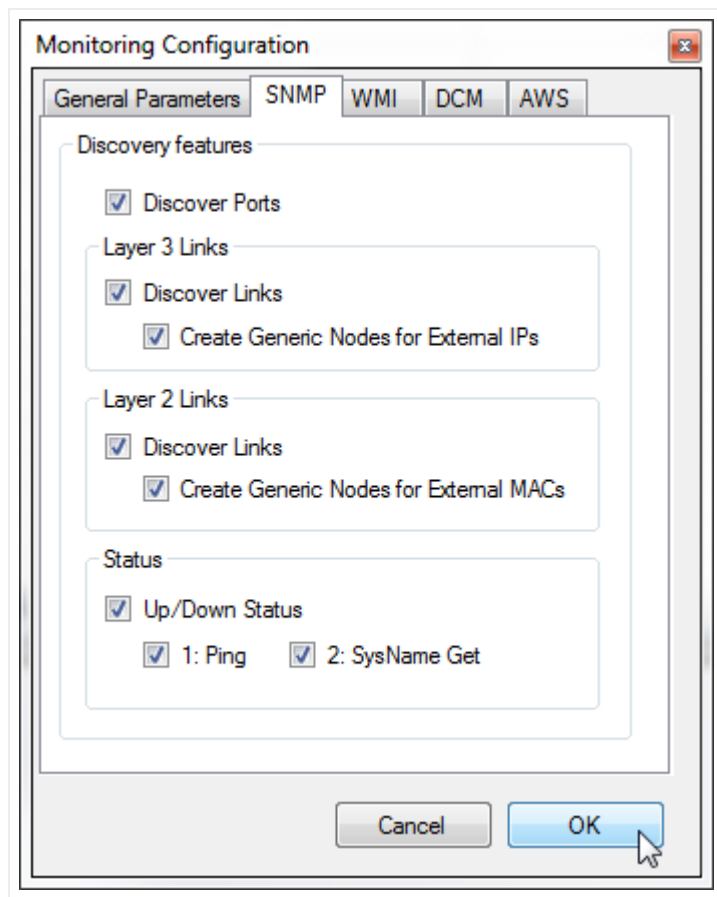 Monitoring Configuration
General Parameters SNMP WMI DCM AWS
Discovery features
Discover Ports
Layer 3 Links
Discover Links
Create Generic Nodes for External IPs
Layer 2 Links
Discover Links
Create Generic Nodes for External MACs
Status
Up/Down Status
1: Ping 2: SysName Get
Cancel OK